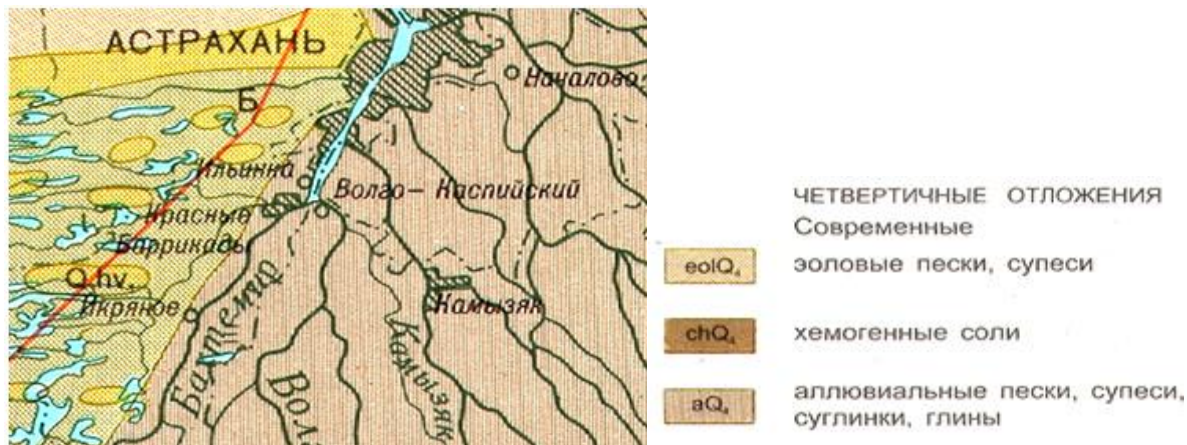 АСТРАХАНЬ
Началово
Б
Ильинка
Волго-Каспийский
Красные
Баррикады
Q hv
Икряное
Камызяк
Бахтемир
Камызяк
ЧЕТВЕРТИЧНЫЕ ОТЛОЖЕНИЯ
Современные
eolQ₄ эоловые пески, супеси
chQ₄ хемогенные соли
aQ₄ аллювиальные пески, супеси,
суглинки, глины